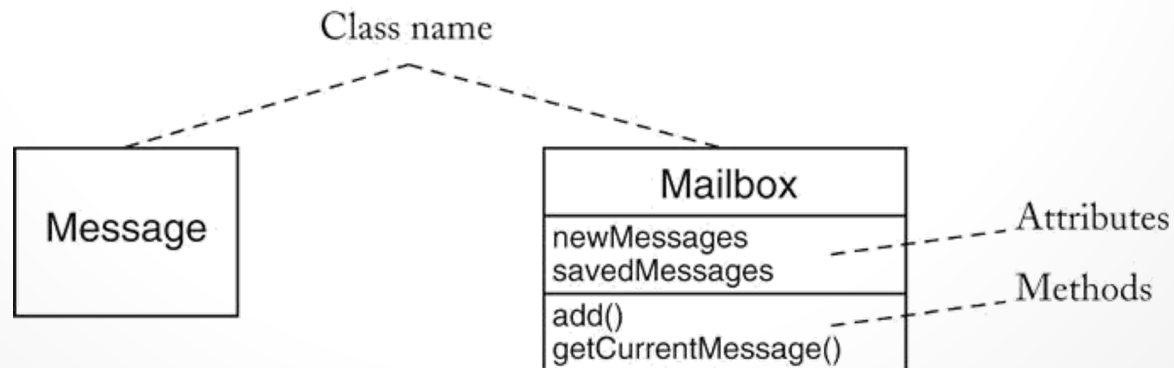 Class name
Message
Mailbox
newMessages
savedMessages
Attributes
add()
getCurrentMessage()
Methods